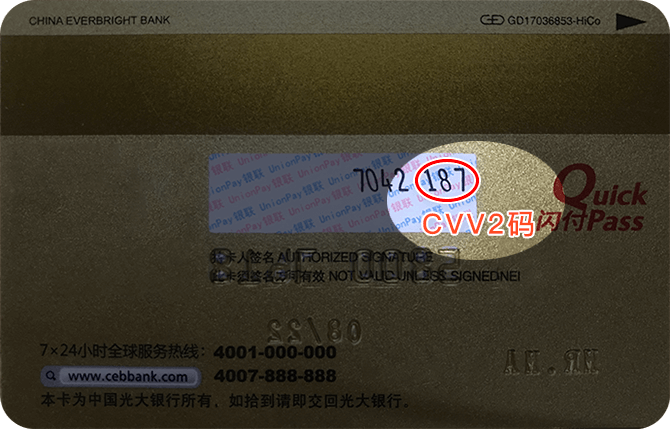 CHINA EVERBRIGHT BANK
GD17036853-HiCo
7042 187
CVV2码
Quick
闪付Pass
AUTHORIZED SIGNATURE
NOT VALID UNLESS SIGNED
08/22
7×24小时全球服务热线：4001-000-000
www.cebbank.com 4007-888-888
本卡为中国光大银行所有，如拾到请即交回光大银行。